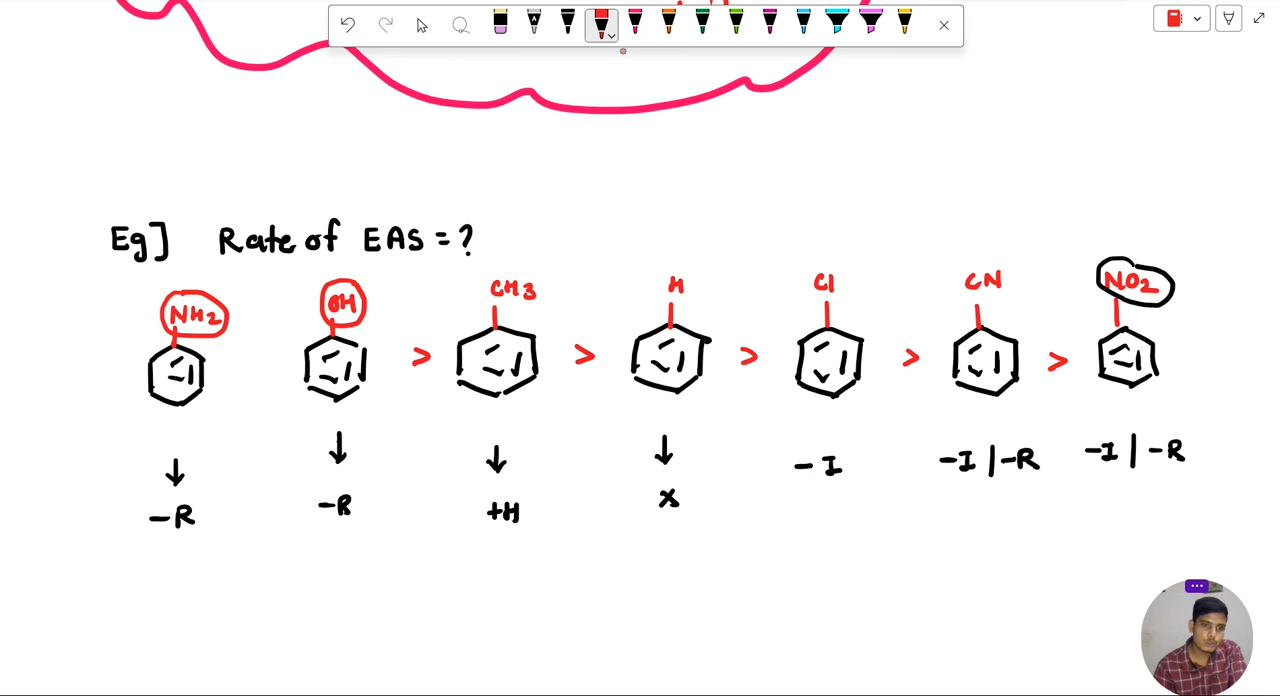 Eg] Rate of EAS = ?
NH2 OH CH3 H Cl CN NO2
> > > > >
-R -R +H x -I -I | -R -I | -R